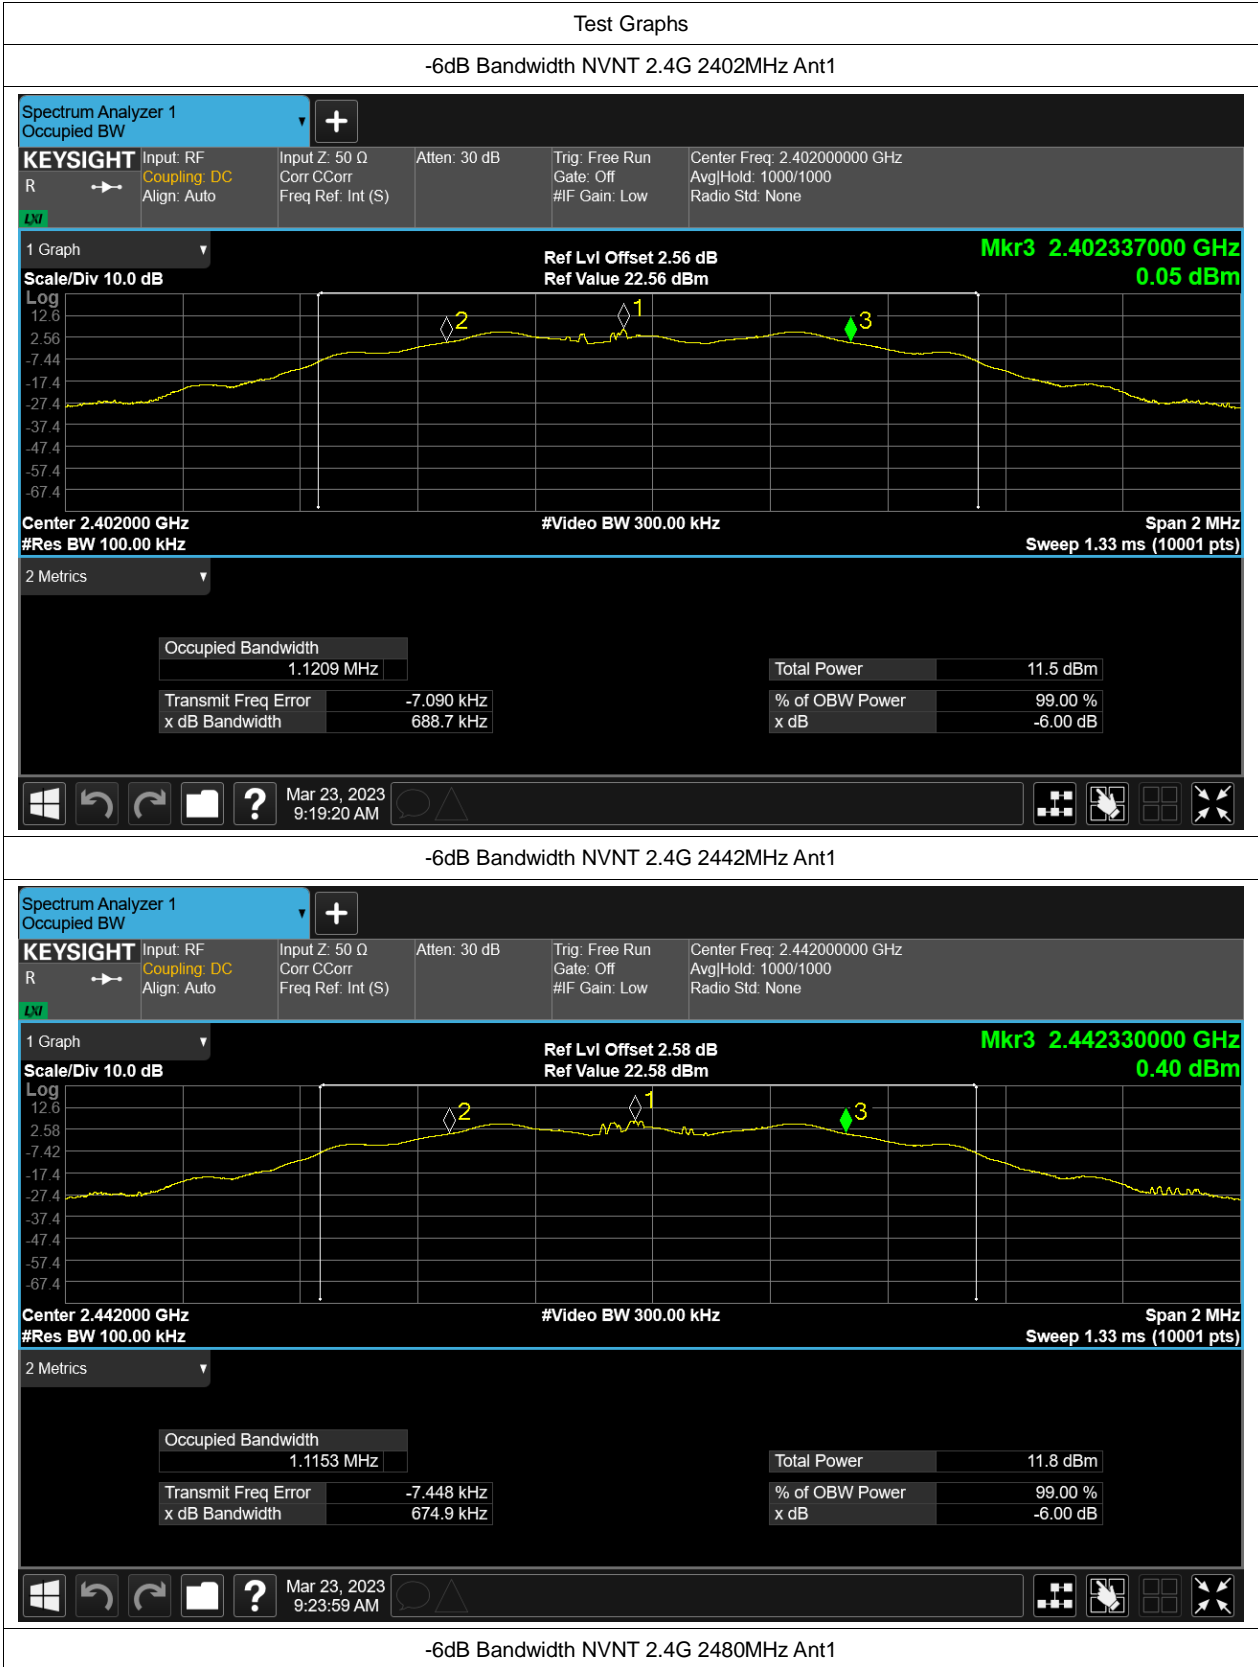 Test Graphs
-6dB Bandwidth NVNT 2.4G 2402MHz Ant1
Spectrum Analyzer 1
Occupied BW
KEYSIGHT
R
LXI
Input: RF
Coupling: DC
Align: Auto
Input Z: 50 Ω
Corr CCorr
Freq Ref: Int (S)
Atten: 30 dB
Trig: Free Run
Gate: Off
#IF Gain: Low
Center Freq: 2.402000000 GHz
Avg|Hold: 1000/1000
Radio Std: None
1 Graph
Scale/Div 10.0 dB
Ref Lvl Offset 2.56 dB
Ref Value 22.56 dBm
Mkr3 2.402337000 GHz
0.05 dBm
Log
12.6
2.56
-7.44
-17.4
-27.4
-37.4
-47.4
-57.4
-67.4
2
1
3
Center 2.402000 GHz
#Res BW 100.00 kHz
#Video BW 300.00 kHz
Span 2 MHz
Sweep 1.33 ms (10001 pts)
2 Metrics
Occupied Bandwidth
1.1209 MHz
Transmit Freq Error -7.090 kHz
x dB Bandwidth 688.7 kHz
Total Power 11.5 dBm
% of OBW Power 99.00 %
x dB -6.00 dB
?
Mar 23, 2023
9:19:20 AM
-6dB Bandwidth NVNT 2.4G 2442MHz Ant1
Spectrum Analyzer 1
Occupied BW
KEYSIGHT
R
LXI
Input: RF
Coupling: DC
Align: Auto
Input Z: 50 Ω
Corr CCorr
Freq Ref: Int (S)
Atten: 30 dB
Trig: Free Run
Gate: Off
#IF Gain: Low
Center Freq: 2.442000000 GHz
Avg|Hold: 1000/1000
Radio Std: None
1 Graph
Scale/Div 10.0 dB
Ref Lvl Offset 2.58 dB
Ref Value 22.58 dBm
Mkr3 2.442330000 GHz
0.40 dBm
Log
12.6
2.58
-7.42
-17.4
-27.4
-37.4
-47.4
-57.4
-67.4
2
1
3
Center 2.442000 GHz
#Res BW 100.00 kHz
#Video BW 300.00 kHz
Span 2 MHz
Sweep 1.33 ms (10001 pts)
2 Metrics
Occupied Bandwidth
1.1153 MHz
Transmit Freq Error -7.448 kHz
x dB Bandwidth 674.9 kHz
Total Power 11.8 dBm
% of OBW Power 99.00 %
x dB -6.00 dB
?
Mar 23, 2023
9:23:59 AM
-6dB Bandwidth NVNT 2.4G 2480MHz Ant1